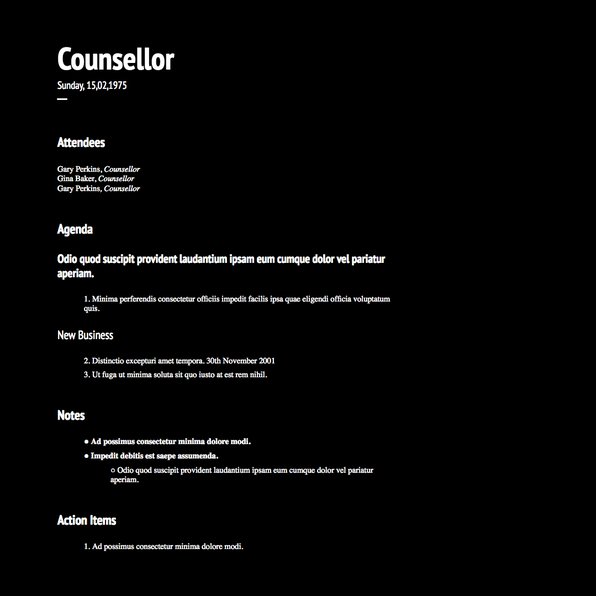 Counsellor
Sunday, 15,02,1975
Attendees
Gary Perkins, Counsellor
Gina Baker, Counsellor
Gary Perkins, Counsellor
Agenda
Odio quod suscipit provident laudantium ipsam eum cumque dolor vel pariatur
aperiam.
1. Minima perferendis consectetur officiis impedit facilis ipsa quae eligendi officia voluptatum
quis.
New Business
2. Distinctio excepturi amet tempora. 30th November 2001
3. Ut fuga ut minima soluta sit quo iusto at est rem nihil.
Notes
● Ad possimus consectetur minima dolore modi.
● Impedit debitis est saepe assumenda.
○ Odio quod suscipit provident laudantium ipsam eum cumque dolor vel pariatur
aperiam.
Action Items
1. Ad possimus consectetur minima dolore modi.